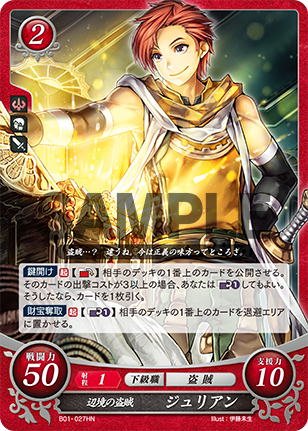 2
SAMPLE
盗賊…? 違うね、今は正義の味方ってところさ。
鍵開け 起 【 】相手のデッキの1番上のカードを公開させる。
そのカードの出撃コストが3以上の場合、あなたは 1してもよい。
そうしたなら、カードを1枚引く。
財宝奪取 起 【 1】相手のデッキの1番上のカードを退避エリア
に置かせる。
戦闘力
50
射程 1 下級職 盗賊
支援力
10
辺境の盗賊 ジュリアン
B01-027HN Illust:伊藤未生